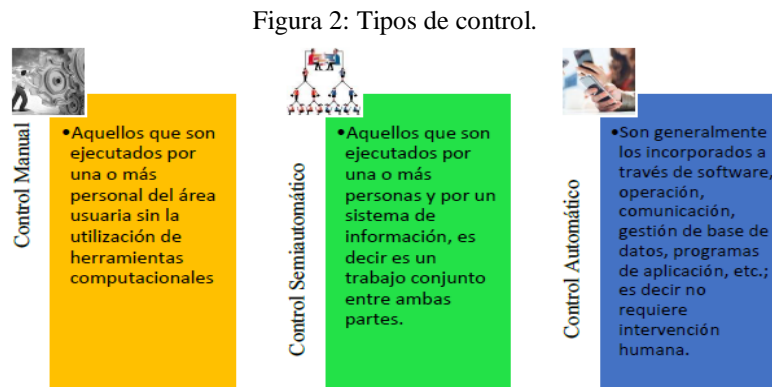 Figura 2: Tipos de control.
Control Manual
•Aquellos que son
ejecutados por
una o más
personal del área
usuaria sin la
utilización de
herramientas
computacionales
Control Semiautomático
•Aquellos que son
ejecutados por
una o más
personas y por un
sistema de
información, es
decir es un
trabajo conjunto
entre ambas
partes.
Control Automático
•Son generalmente
los incorporados a
través de software,
operación,
comunicación,
gestión de base de
datos, programas
de aplicación, etc.;
es decir no
requiere
intervención
humana.